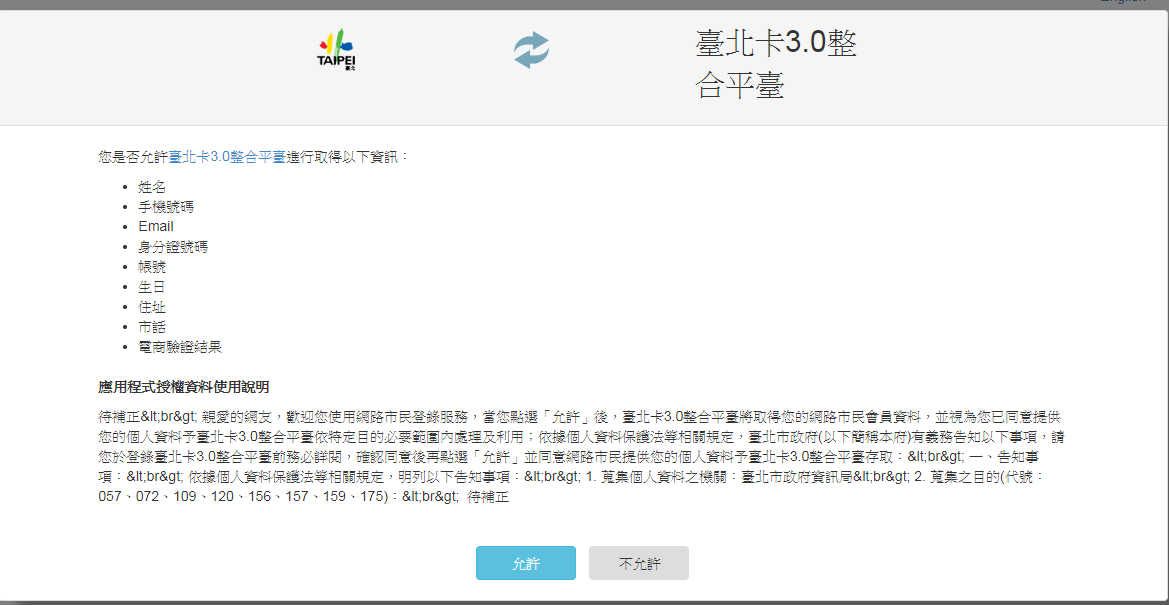 TAIPEI
臺北
臺北卡3.0整
合平臺
您是否允許臺北卡3.0整合平臺進行取得以下資訊：
• 姓名
• 手機號碼
• Email
• 身分證號碼
• 帳號
• 生日
• 住址
• 市話
• 電商驗證結果
應用程式授權資料使用說明
待補正&lt;br&gt; 親愛的網友，歡迎您使用網路市民登錄服務，當您點選「允許」後，臺北卡3.0整合平臺將取得您的網路市民會員資料，並視為您已同意提供
您的個人資料予臺北卡3.0整合平臺依特定目的必要範圍內處理及利用；依據個人資料保護法等相關規定，臺北市政府(以下簡稱本府)有義務告知以下事項，請
您於登錄臺北卡3.0整合平臺前務必詳閱，確認同意後再點選「允許」並同意網路市民提供您的個人資料予臺北卡3.0整合平臺存取：&lt;br&gt; 一、告知事
項：&lt;br&gt; 依據個人資料保護法等相關規定，明列以下告知事項：&lt;br&gt; 1. 蒐集個人資料之機關：臺北市政府資訊局&lt;br&gt; 2. 蒐集之目的(代號：
057、072、109、120、156、157、159、175)：&lt;br&gt; 待補正
允許
不允許